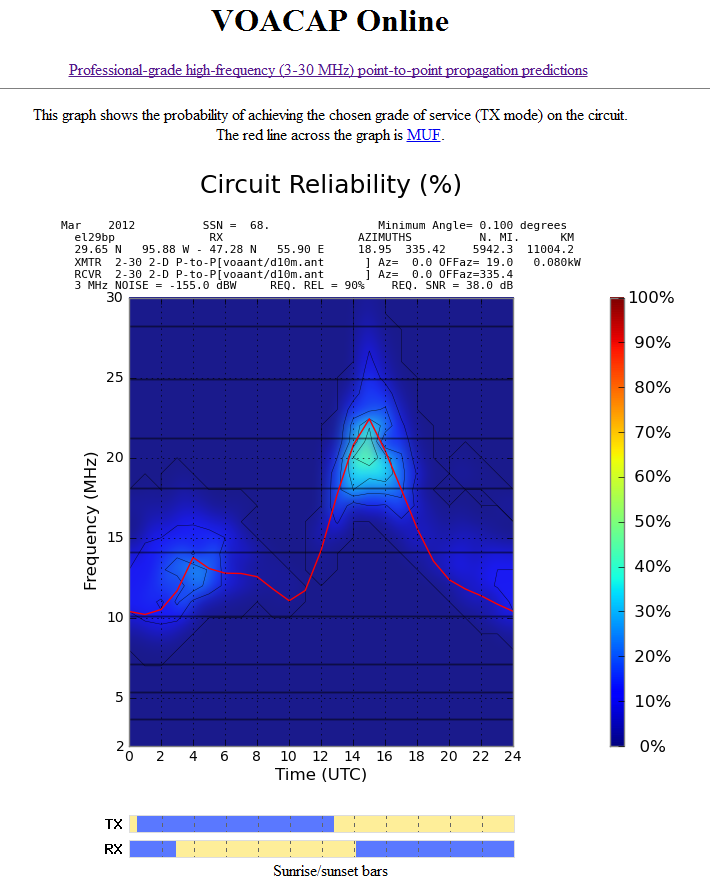 VOACAP Online
Professional-grade high-frequency (3-30 MHz) point-to-point propagation predictions
This graph shows the probability of achieving the chosen grade of service (TX mode) on the circuit.
The red line across the graph is MUF.
Circuit Reliability (%)
Mar 2012 SSN = 68. Minimum Angle= 0.100 degrees
el29bp RX AZIMUTHS N. MI. KM
29.65 N 95.88 W - 47.28 N 55.90 E 18.95 335.42 5942.3 11004.2
XMTR 2-30 2-D P-to-P[voaant/d10m.ant ] Az= 0.0 OFFaz= 19.0 0.080kW
RCVR 2-30 2-D P-to-P[voaant/d10m.ant ] Az= 0.0 OFFaz=335.4
3 MHz NOISE = -155.0 dBW REQ. REL = 90% REQ. SNR = 38.0 dB
30
25
20
15
10
5
2
Frequency (MHz)
0 2 4 6 8 10 12 14 16 18 20 22 24
Time (UTC)
100%
90%
80%
70%
60%
50%
40%
30%
20%
10%
0%
TX
RX
Sunrise/sunset bars